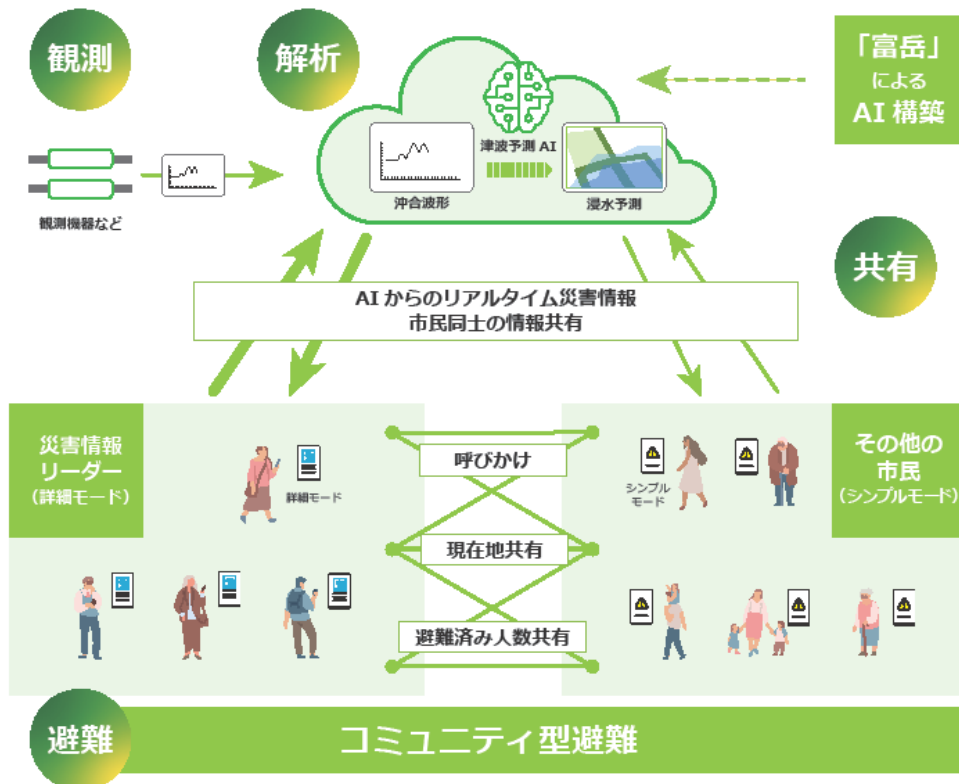 観測
解析
「富岳」
による
AI 構築
津波予測 AI
沖合波形
浸水予測
観測機器など
共有
AI からのリアルタイム災害情報
市民同士の情報共有
災害情報
リーダー
（詳細モード）
詳細モード
呼びかけ
現在地共有
避難済み人数共有
シンプル
モード
その他の
市民
（シンプルモード）
避難
コミュニティ型避難